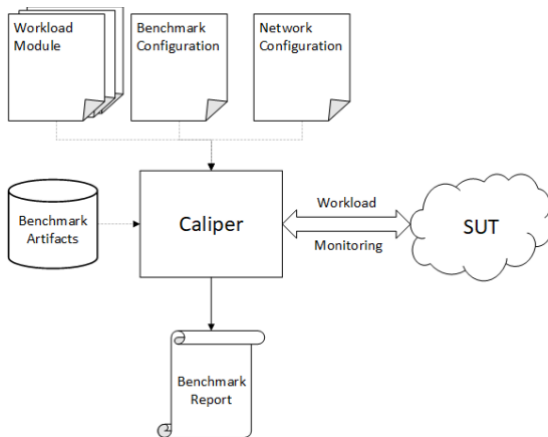 Workload
Module
Benchmark
Configuration
Network
Configuration
Benchmark
Artifacts
Caliper
Workload
Monitoring
SUT
Benchmark
Report